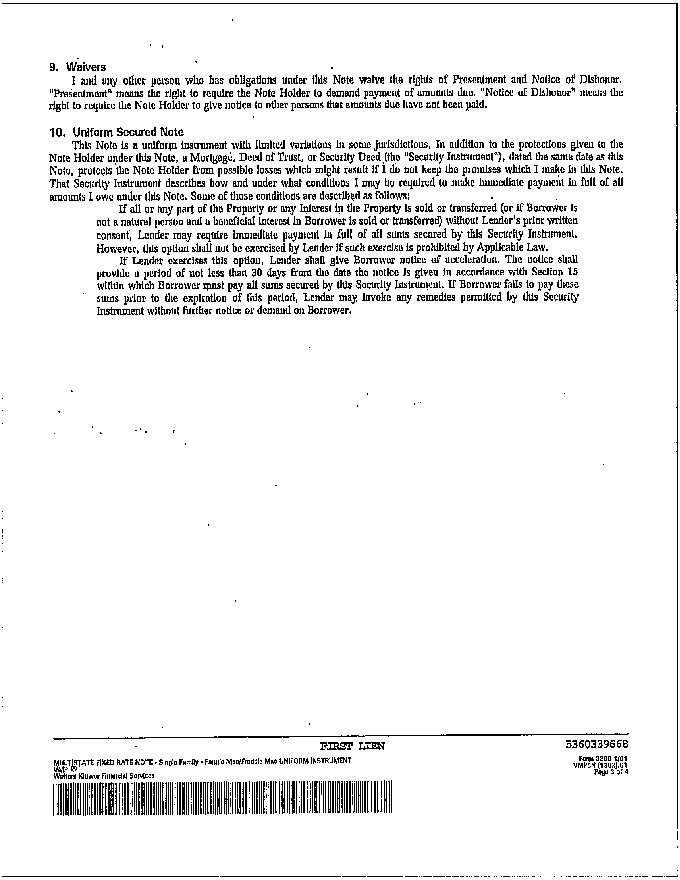 9. Waivers
I and any other person who has obligations under this Note waive the rights of Presentment and Notice of Dishonor.
"Presentment" means the right to require the Note Holder to demand payment of amounts due. "Notice of Dishonor" means the
right to require the Note Holder to give notice to other persons that amounts due have not been paid.
10. Uniform Secured Note
This Note is a uniform instrument with limited variations in some jurisdictions. In addition to the protections given to the
Note Holder under this Note, a Mortgage, Deed of Trust, or Security Deed (the "Security Instrument"), dated the same date as this
Note, protects the Note Holder from possible losses which might result if I do not keep the promises which I make in this Note.
That Security Instrument describes how and under what conditions I may be required to make immediate payment in full of all
amounts I owe under this Note. Some of those conditions are described as follows:
If all or any part of the Property or any Interest in the Property is sold or transferred (or if Borrower is
not a natural person and a beneficial interest in Borrower is sold or transferred) without Lender's prior written
consent, Lender may require immediate payment in full of all sums secured by this Security Instrument.
However, this option shall not be exercised by Lender if such exercise is prohibited by Applicable Law.
If Lender exercises this option, Lender shall give Borrower notice of acceleration. The notice shall
provide a period of not less than 30 days from the date the notice is given in accordance with Section 15
within which Borrower must pay all sums secured by this Security Instrument. If Borrower fails to pay these
sums prior to the expiration of this period, Lender may invoke any remedies permitted by this Security
Instrument without further notice or demand on Borrower.
FIRST LIEN
5360339668
MULTISTATE FIXED RATE NOTE - Single Family - Fannie Mae/Freddie Mac UNIFORM INSTRUMENT
Form 3200 1/01
VMP ®
Wolters Kluwer Financial Services
Page 3 of 4